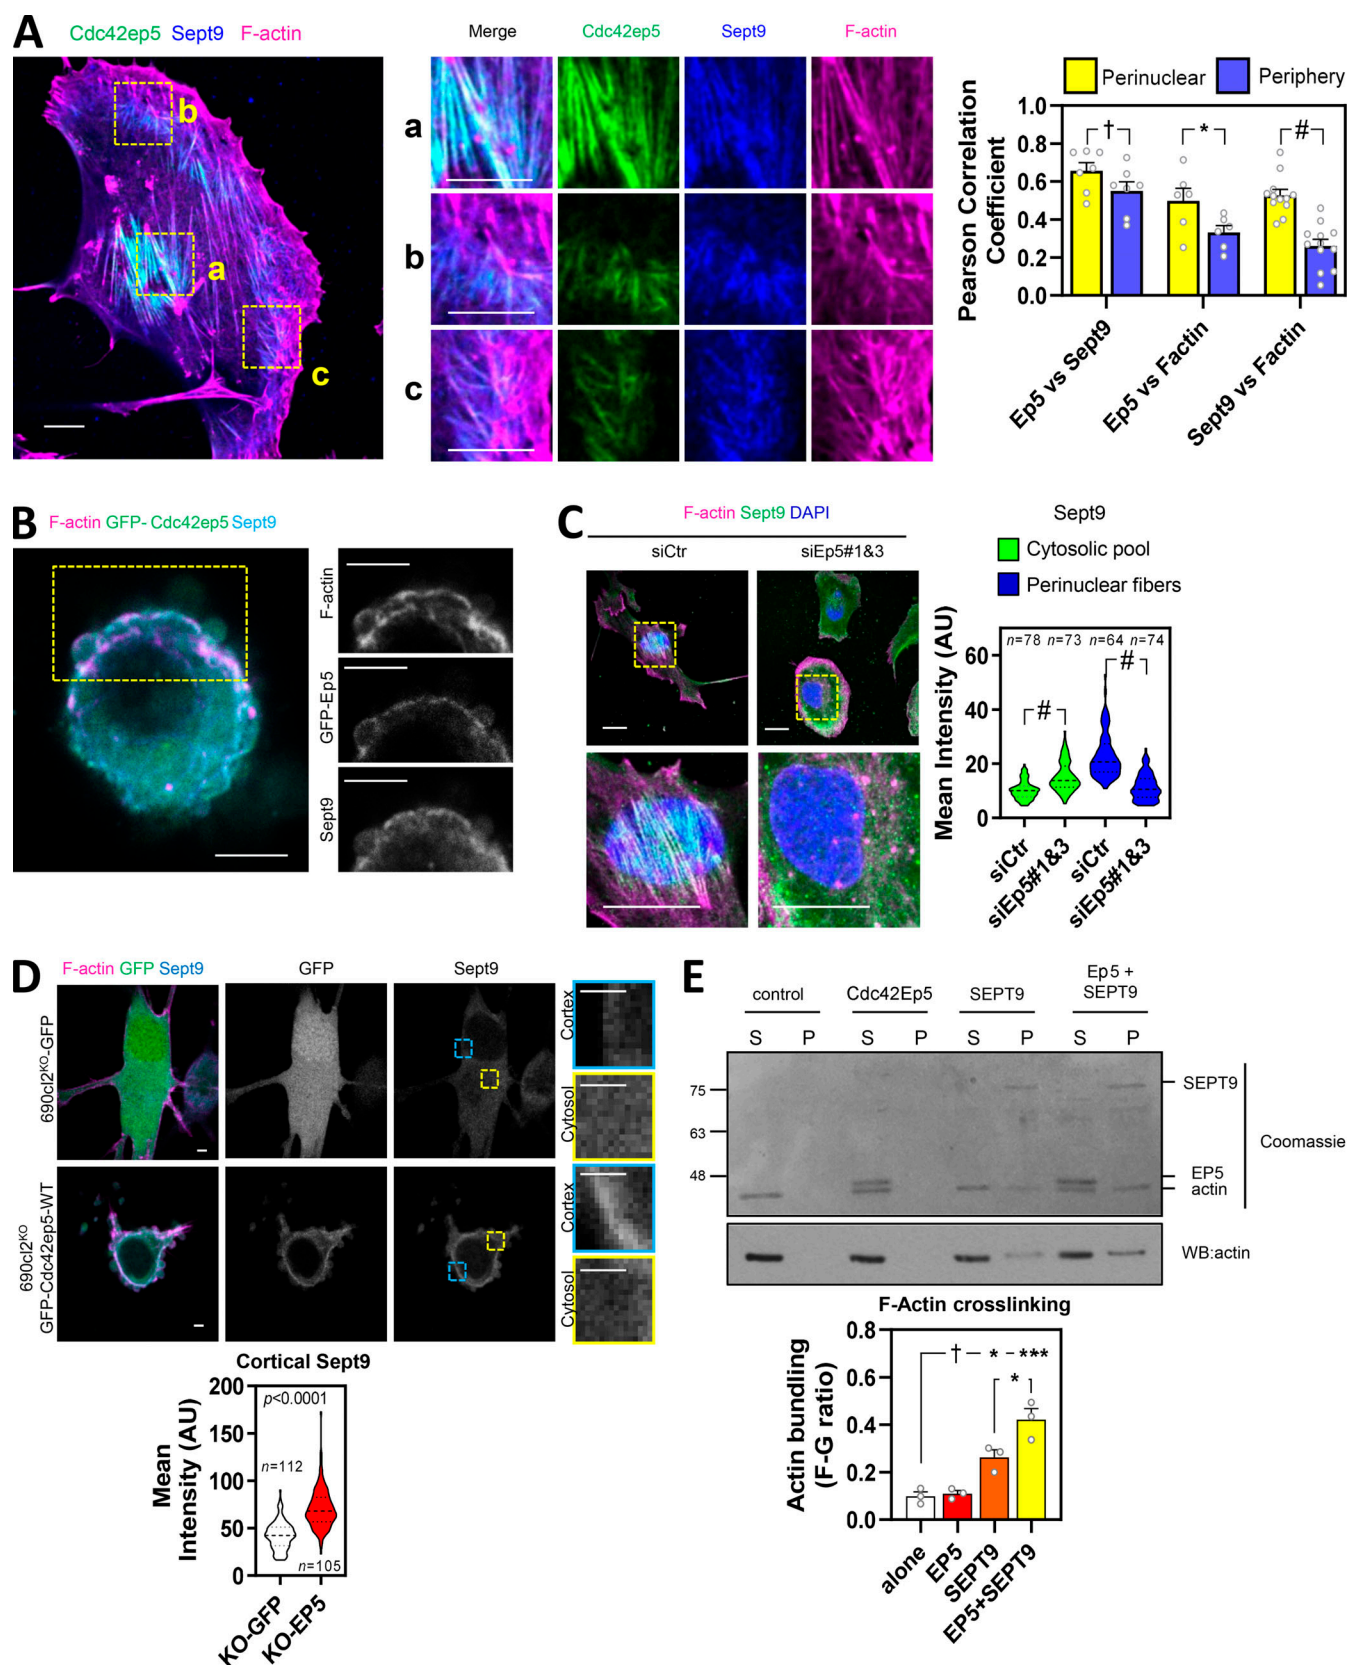 A
Cdc42ep5 Sept9 F-actin
b
a
c
Merge Cdc42ep5 Sept9 F-actin
a
b
c
Perinuclear Periphery
Pearson Correlation
Coefficient
1.0
0.8
0.6
0.4
0.2
0.0
† * #
Ep5 vs Sept9
Ep5 vs Factin
Sept9 vs Factin
B
F-actin GFP-Cdc42ep5 Sept9
F-actin
GFP-Ep5
Sept9
C
F-actin Sept9 DAPI
siCtr siEp5#1&3
Sept9
Cytosolic pool
Perinuclear fibers
Mean Intensity (AU)
60
40
20
0
n=78 n=73 n=64 n=74
# #
siCtr
siEp5#1&3
siCtr
siEp5#1&3
D
F-actin GFP Sept9
GFP
Sept9
690cl2KO-GFP
690cl2KO
GFP-Cdc42ep5-WT
Cortex
Cytosol
Cortex
Cytosol
Cortical Sept9
Mean
Intensity (AU)
200
150
100
50
0
p<0.0001
n=112
n=105
KO-GFP
KO-EP5
E
control Cdc42Ep5 SEPT9 Ep5 +
SEPT9
S P S P S P S P
75
63
48
SEPT9
EP5
actin
Coomassie
WB:actin
F-Actin crosslinking
Actin bundling
(F-G ratio)
0.8
0.6
0.4
0.2
0.0
† * ***
*
alone
EP5
SEPT9
EP5+SEPT9